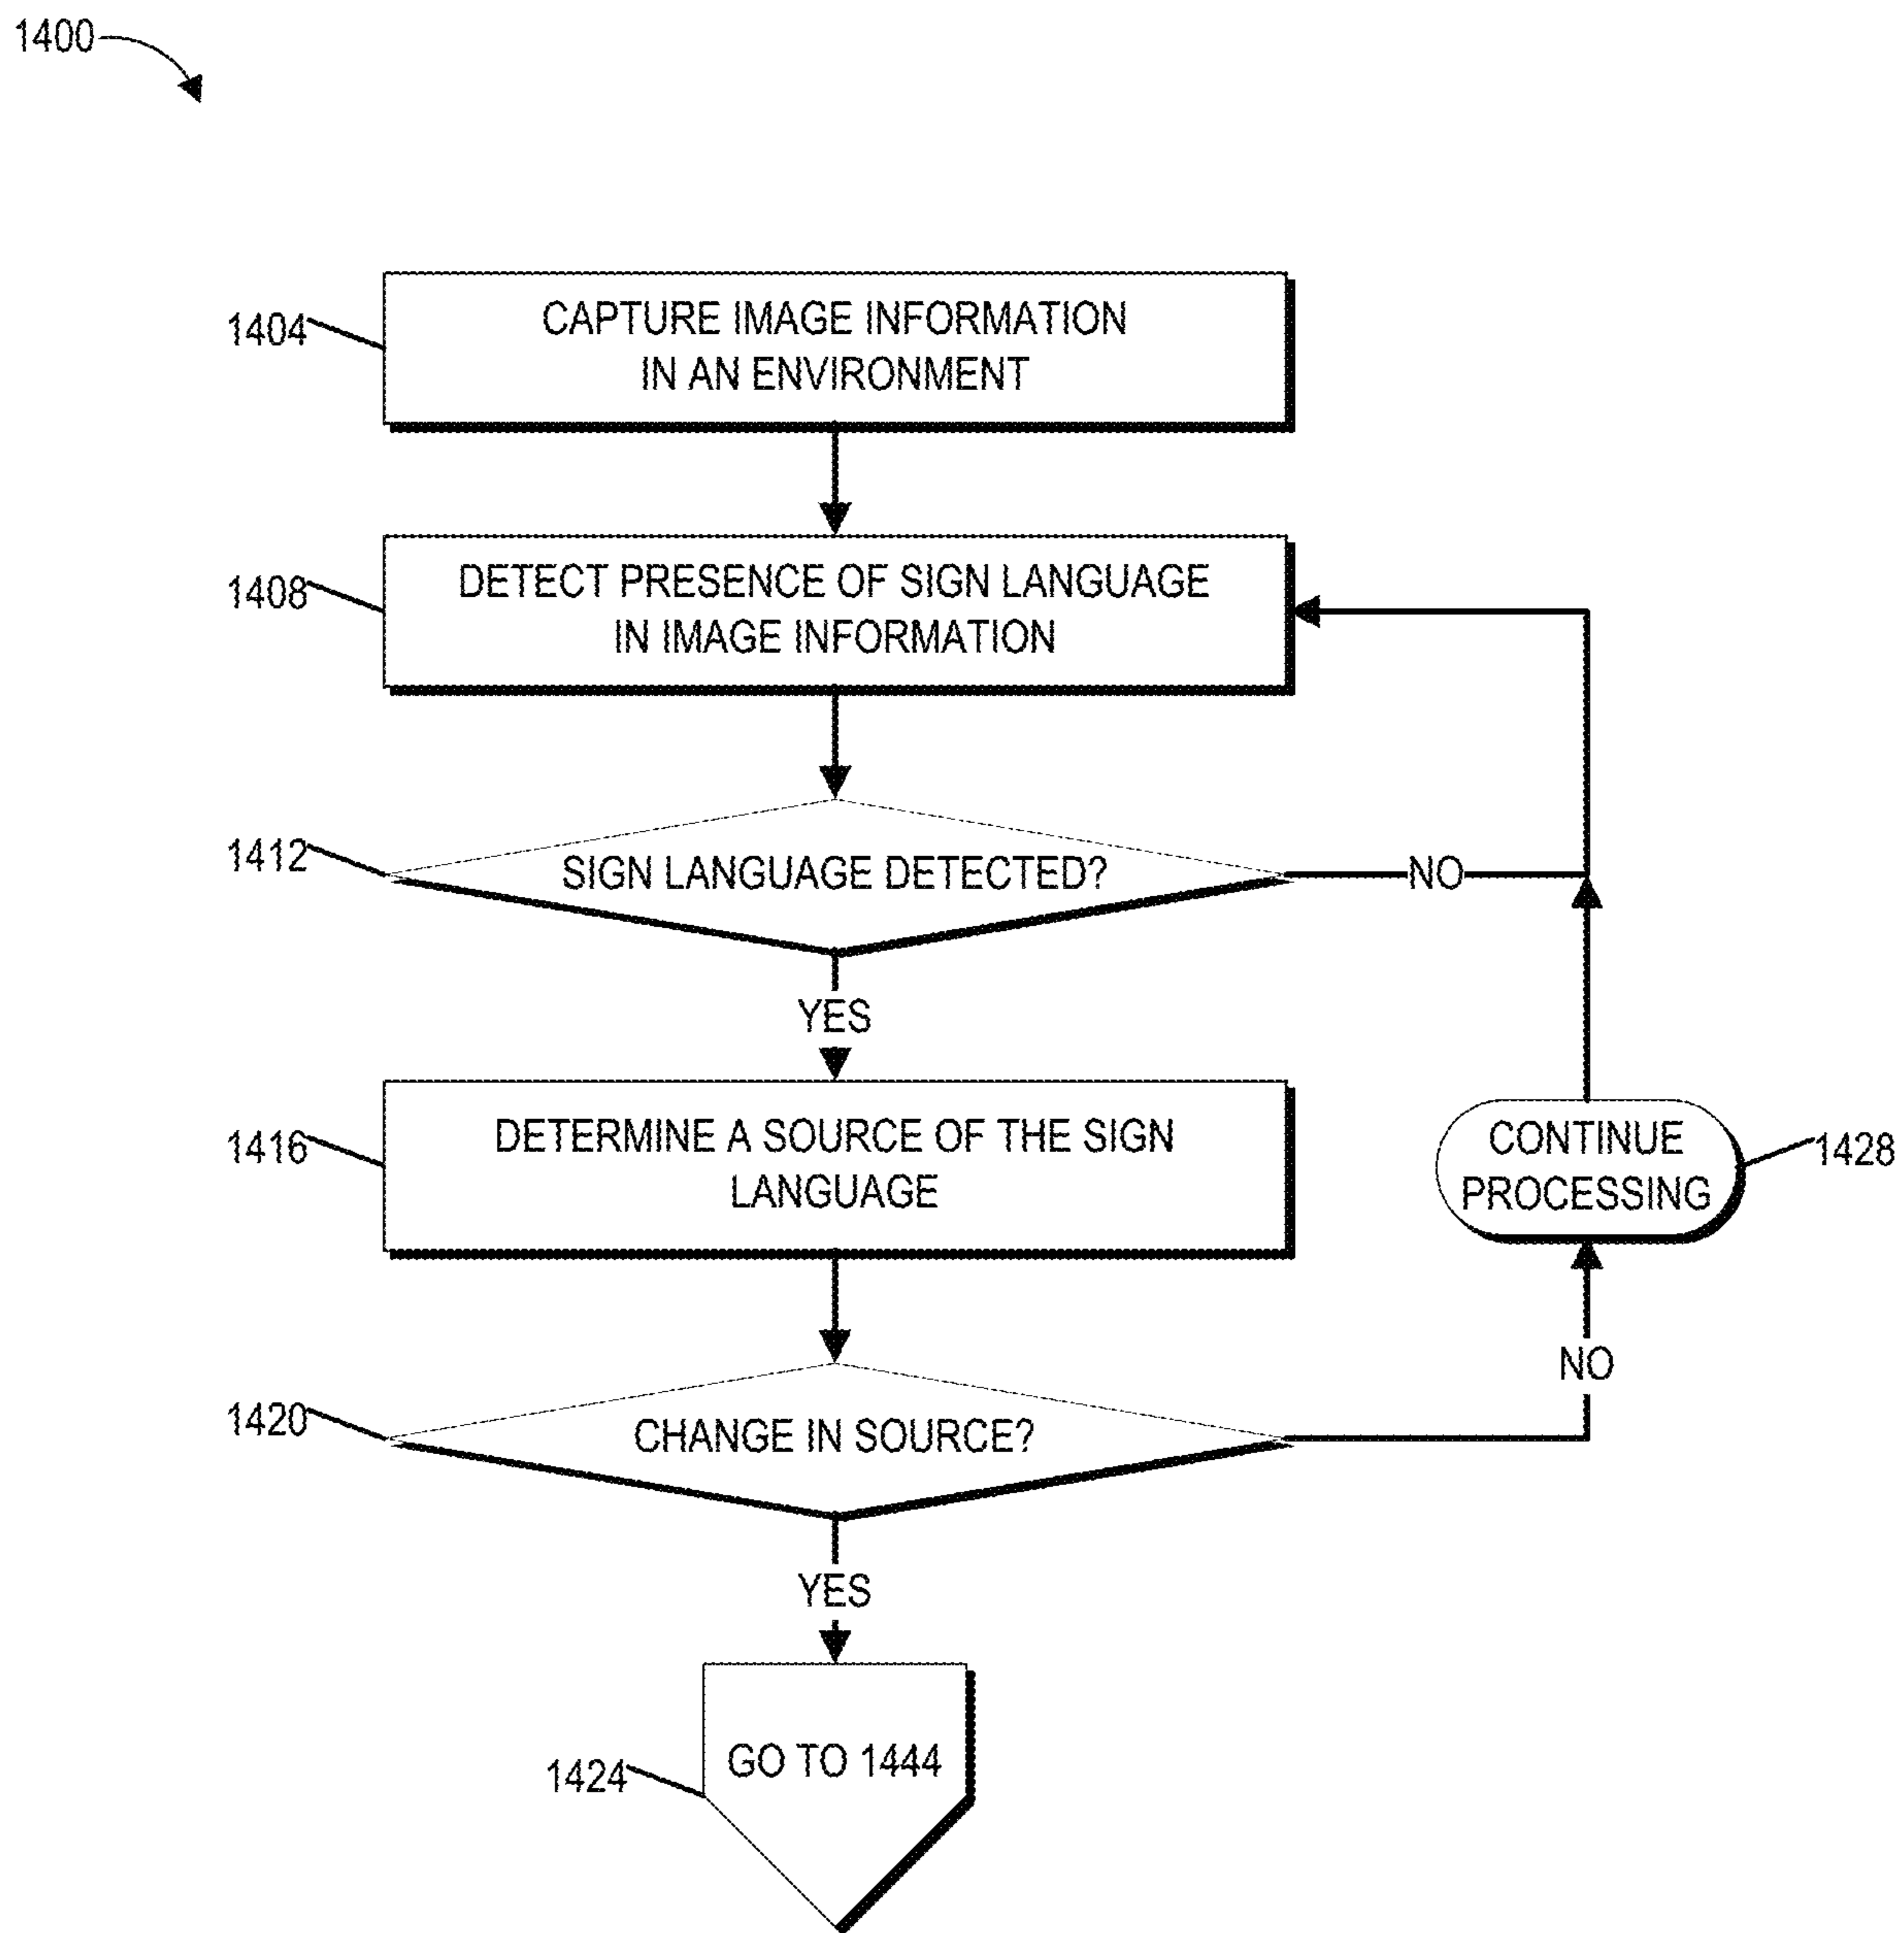 1400
1404
CAPTURE IMAGE INFORMATION
IN AN ENVIRONMENT
1408
DETECT PRESENCE OF SIGN LANGUAGE
IN IMAGE INFORMATION
1412
SIGN LANGUAGE DETECTED?
NO
YES
1416
DETERMINE A SOURCE OF THE SIGN
LANGUAGE
CONTINUE
PROCESSING
1428
1420
CHANGE IN SOURCE?
NO
YES
1424
GO TO 1444